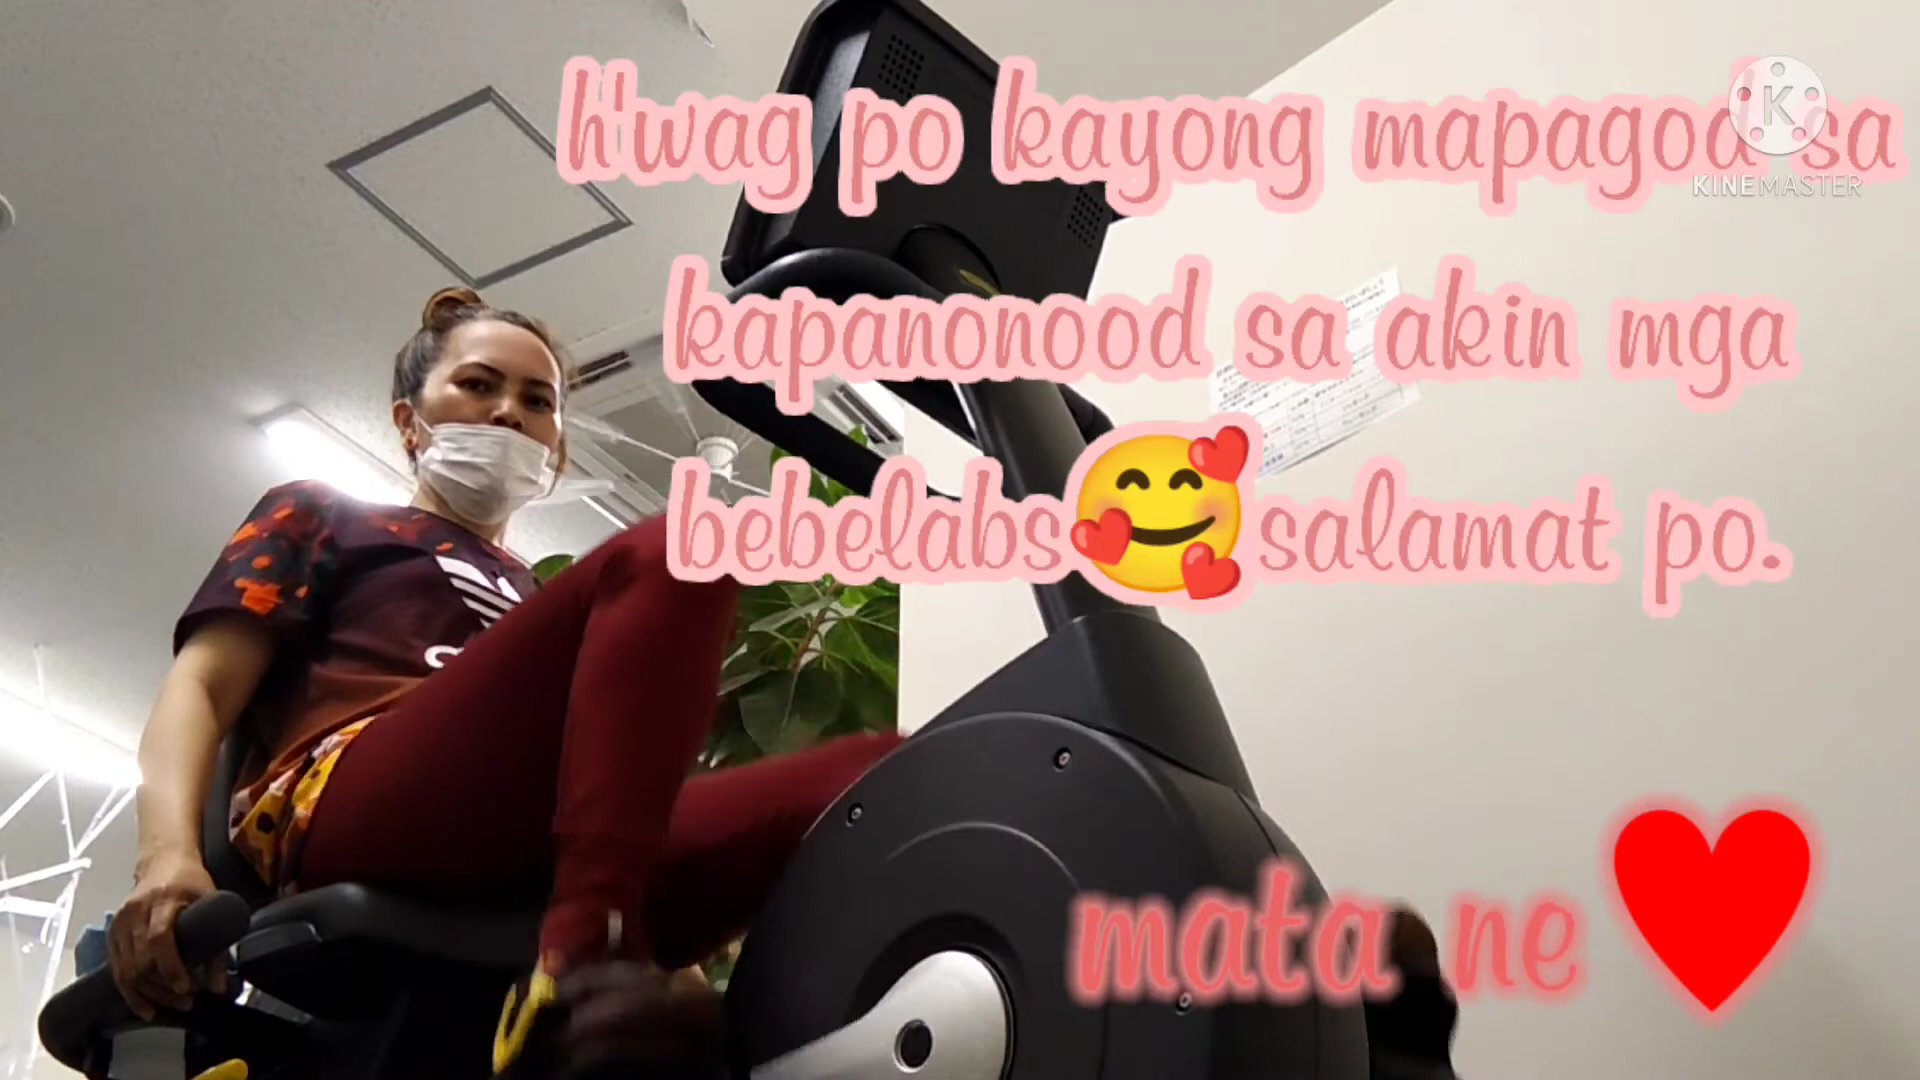 h'wag po kayong mapagod sa
kapanonood sa akin mga
bebelabs🥰salamat po.
mata ne♥
K
KINEMASTER